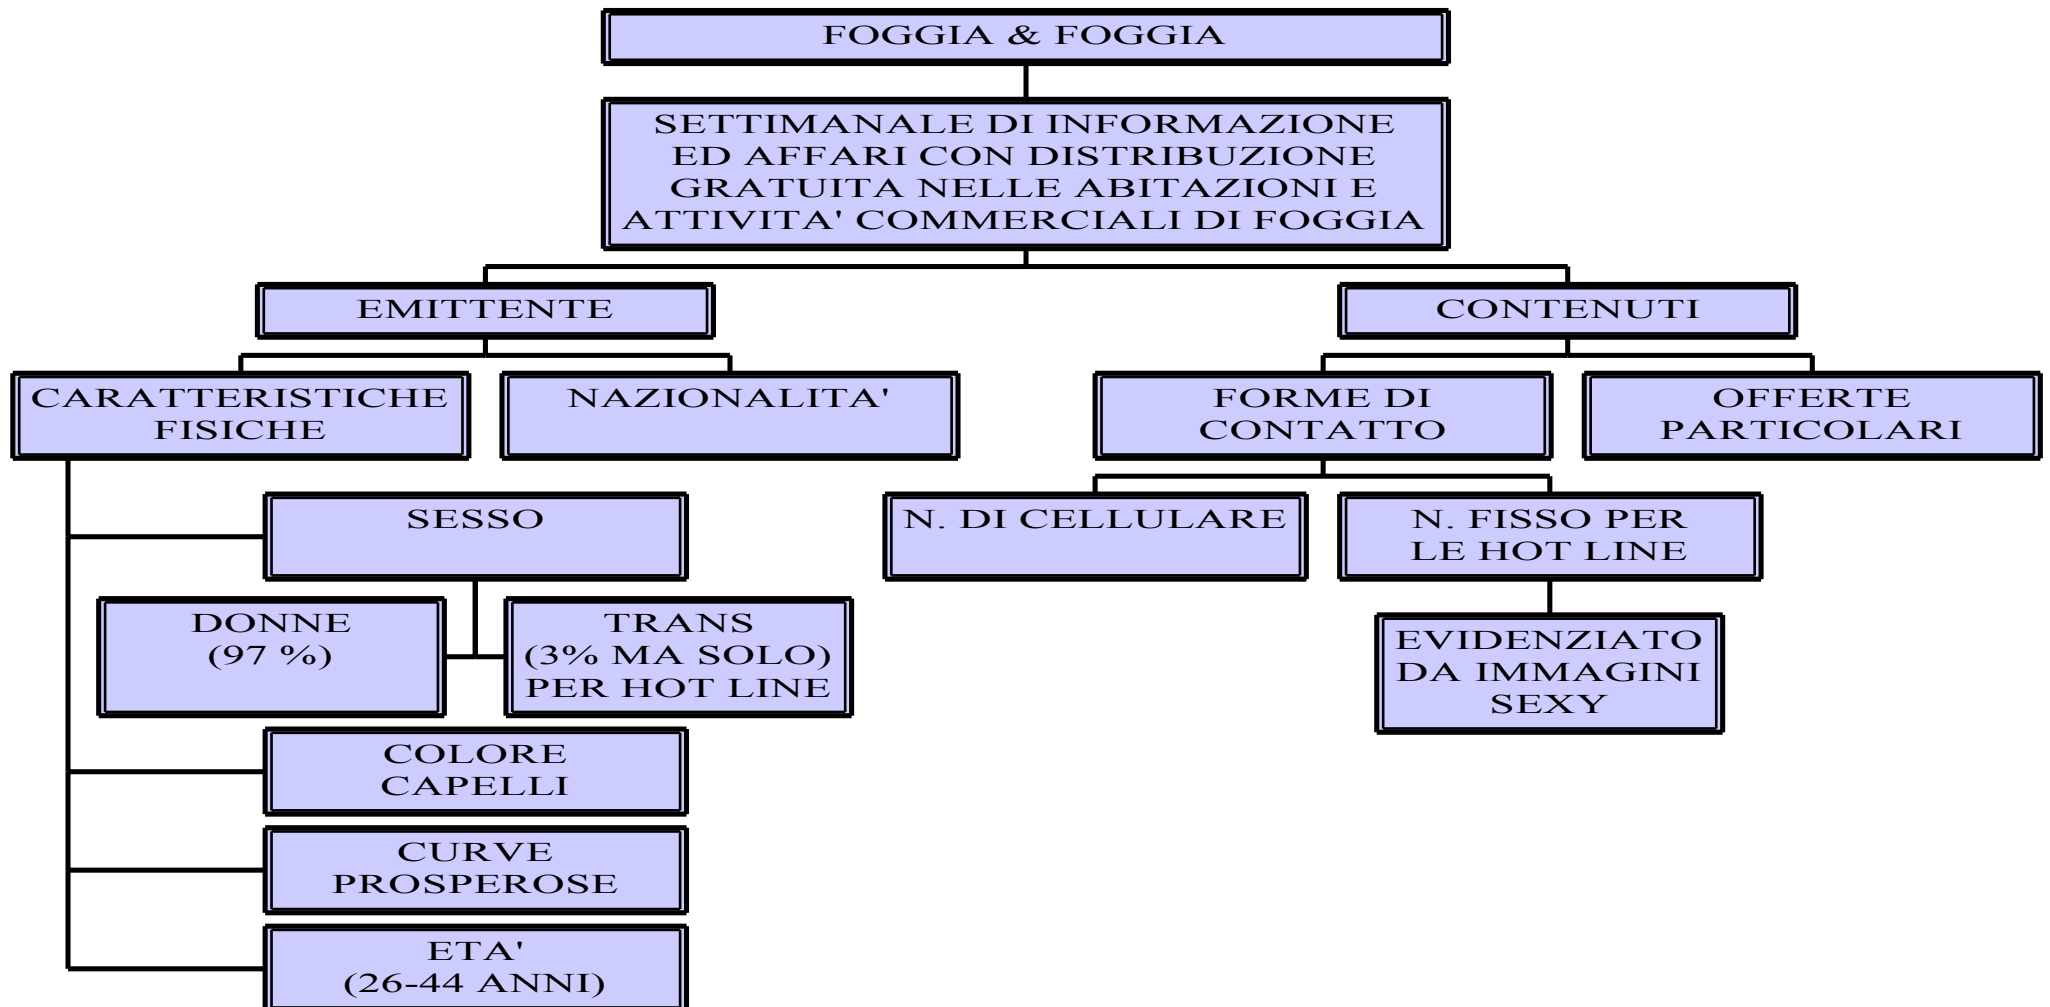 FOGGIA & FOGGIA
SETTIMANALE DI INFORMAZIONE
ED AFFARI CON DISTRIBUZIONE
GRATUITA NELLE ABITAZIONI E
ATTIVITA' COMMERCIALI DI FOGGIA
EMITTENTE
CONTENUTI
CARATTERISTICHE
FISICHE
NAZIONALITA'
FORME DI
CONTATTO
OFFERTE
PARTICOLARI
SESSO
N. DI CELLULARE
N. FISSO PER
LE HOT LINE
DONNE
(97 %)
TRANS
(3% MA SOLO)
PER HOT LINE
EVIDENZIATO
DA IMMAGINI
SEXY
COLORE
CAPELLI
CURVE
PROSPEROSE
ETA'
(26-44 ANNI)